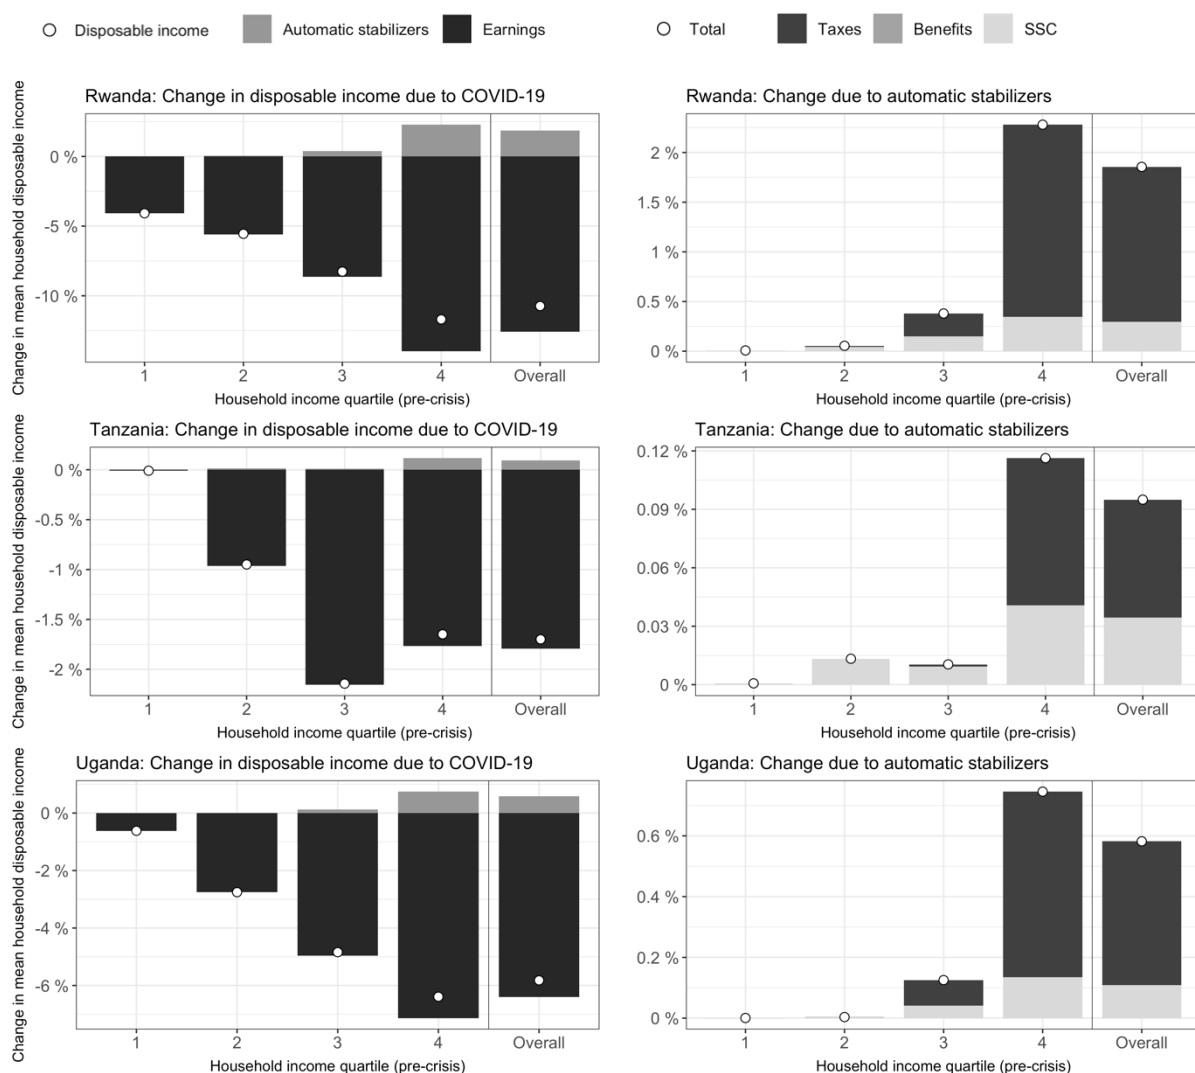 Disposable income Automatic stabilizers Earnings
Total Taxes Benefits SSC
Rwanda: Change in disposable income due to COVID-19
Change in mean household disposable income
0 %
-5 %
-10 %
1 2 3 4 Overall
Household income quartile (pre-crisis)
Rwanda: Change due to automatic stabilizers
2 %
1.5 %
1 %
0.5 %
0 %
1 2 3 4 Overall
Household income quartile (pre-crisis)
Tanzania: Change in disposable income due to COVID-19
Change in mean household disposable income
0 %
-0.5 %
-1 %
-1.5 %
-2 %
1 2 3 4 Overall
Household income quartile (pre-crisis)
Tanzania: Change due to automatic stabilizers
0.12 %
0.09 %
0.06 %
0.03 %
0 %
1 2 3 4 Overall
Household income quartile (pre-crisis)
Uganda: Change in disposable income due to COVID-19
Change in mean household disposable income
0 %
-2 %
-4 %
-6 %
1 2 3 4 Overall
Household income quartile (pre-crisis)
Uganda: Change due to automatic stabilizers
0.6 %
0.4 %
0.2 %
0 %
1 2 3 4 Overall
Household income quartile (pre-crisis)